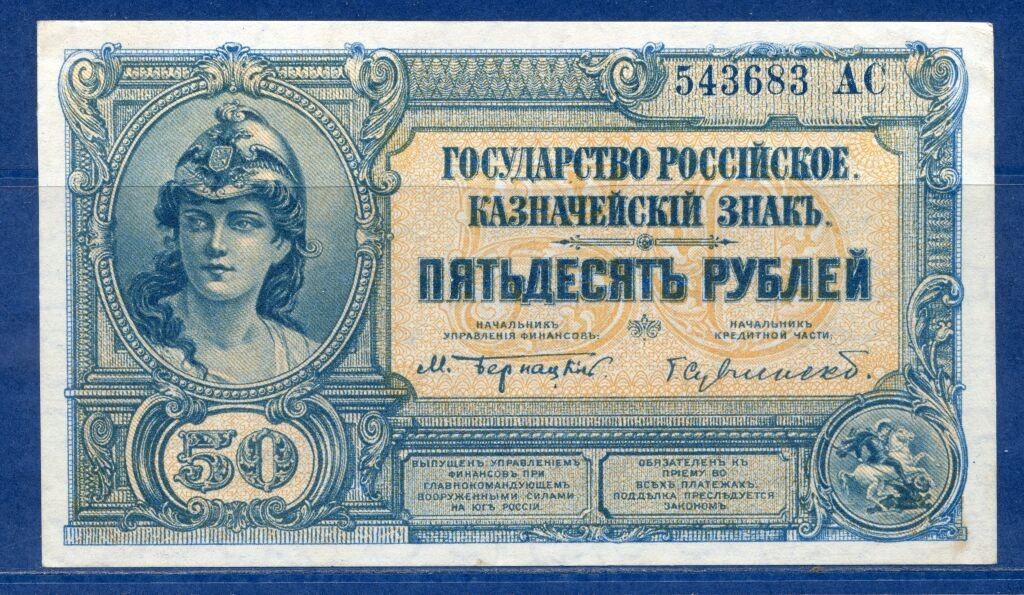 543683 АС
ГОСУДАРСТВО РОССІЙСКОЕ.
КАЗНАЧЕЙСКІЙ ЗНАКЪ.
ПЯТЬДЕСЯТЪ РУБЛЕЙ
НАЧАЛЬНИКЪ
УПРАВЛЕНІЯ ФИНАНСОВЪ:
НАЧАЛЬНИКЪ
КРЕДИТНОЙ ЧАСТИ:
М. Бернацкій
50
ВЫПУЩЕНЪ УПРАВЛЕНІЕМЪ
ФИНАНСОВЪ ПРИ
ГЛАВНОКОМАНДУЮЩЕМЪ
ВООРУЖЕННЫМИ СИЛАМИ
НА ЮГѢ РОССІИ.
ОБЯЗАТЕЛЕНЪ КЪ
ПРІЕМУ ВО
ВСѢХЪ ПЛАТЕЖАХЪ.
ПОДДѢЛКА ПРЕСЛѢДУЕТСЯ
ЗАКОНОМЪ.